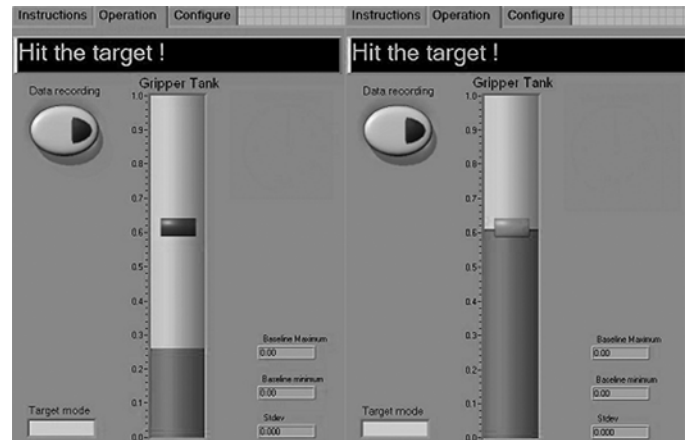 Instructions Operation Configure
Hit the target !
Data recording
Gripper Tank
1.0
0.9
0.8
0.7
0.6
0.5
0.4
0.3
0.2
0.1
0.0
Baseline Maximum
0.00
Baseline minimum
0.00
Target mode
Stdev
0.000
Instructions Operation Configure
Hit the target !
Data recording
Gripper Tank
1.0
0.9
0.8
0.7
0.6
0.5
0.4
0.3
0.2
0.1
0.0
Baseline Maximum
0.00
Baseline minimum
0.00
Target mode
Stdev
0.000